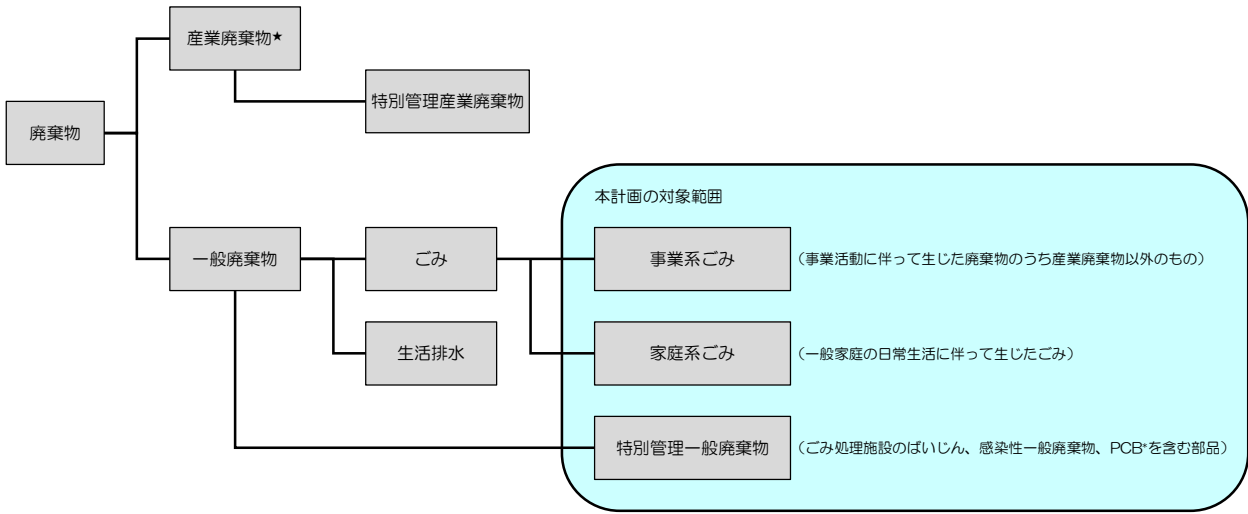 産業廃棄物★
特別管理産業廃棄物
廃棄物
本計画の対象範囲
一般廃棄物
ごみ
事業系ごみ
（事業活動に伴って生じた廃棄物のうち産業廃棄物以外のもの）
生活排水
家庭系ごみ
（一般家庭の日常生活に伴って生じたごみ）
特別管理一般廃棄物
（ごみ処理施設のばいじん、感染性一般廃棄物、PCB*を含む部品）